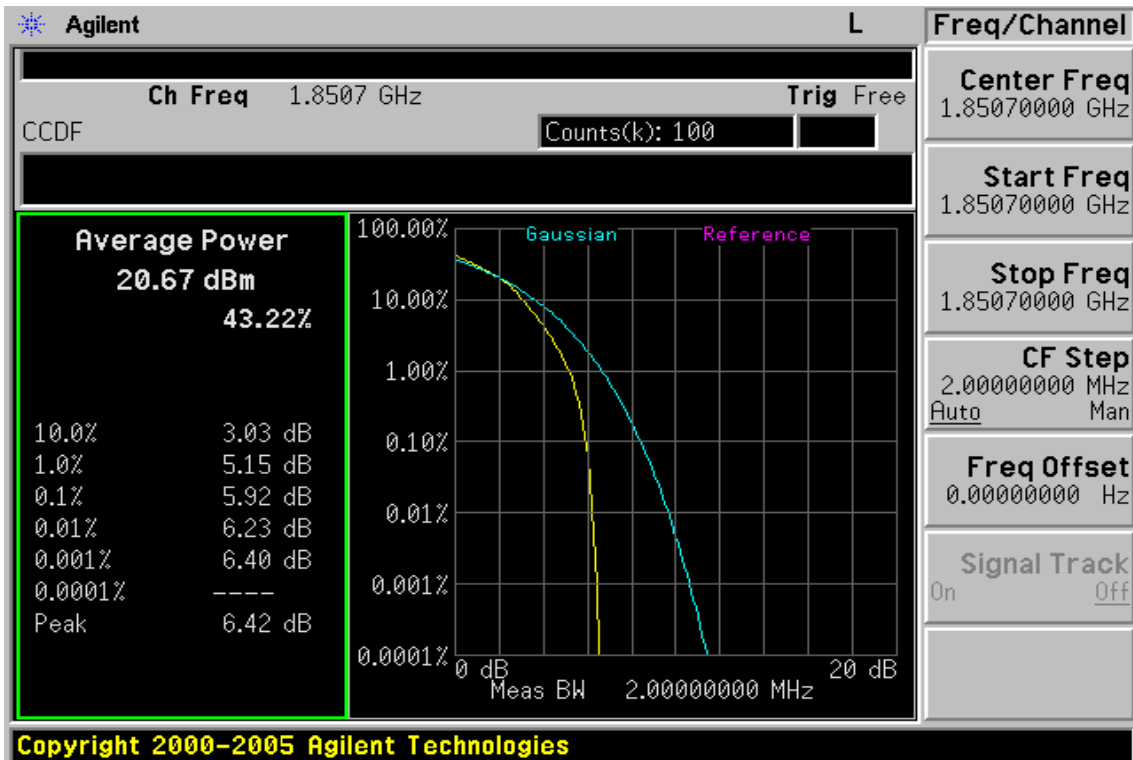 Agilent
L
Ch Freq 1.8507 GHz
Trig Free
CCDF
Counts(k): 100
Average Power
20.67 dBm
43.22%
10.0% 3.03 dB
1.0% 5.15 dB
0.1% 5.92 dB
0.01% 6.23 dB
0.001% 6.40 dB
0.0001% ----
Peak 6.42 dB
Gaussian
Reference
100.00%
10.00%
1.00%
0.10%
0.01%
0.001%
0.0001%
0 dB
20 dB
Meas BW 2.00000000 MHz
Freq/Channel
Center Freq
1.85070000 GHz
Start Freq
1.85070000 GHz
Stop Freq
1.85070000 GHz
CF Step
2.00000000 MHz
Auto Man
Freq Offset
0.00000000 Hz
Signal Track
On Off
Copyright 2000-2005 Agilent Technologies